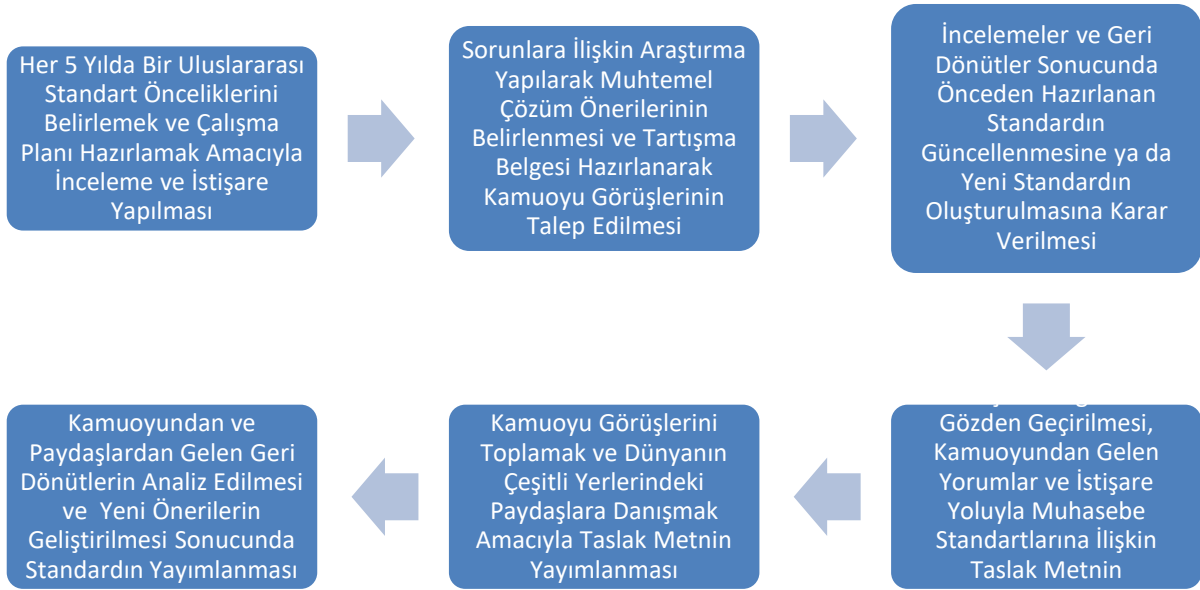 Her 5 Yılda Bir Uluslararası
Standart Önceliklerini
Belirlemek ve Çalışma
Planı Hazırlamak Amacıyla
İnceleme ve İstişare
Yapılması
Sorunlara İlişkin Araştırma
Yapılarak Muhtemel
Çözüm Önerilerinin
Belirlenmesi ve Tartışma
Belgesi Hazırlanarak
Kamuoyu Görüşlerinin
Talep Edilmesi
İncelemeler ve Geri
Dönütler Sonucunda
Önceden Hazırlanan
Standardın
Güncellenmesine ya da
Yeni Standardın
Oluşturulmasına Karar
Verilmesi
Gözden Geçirilmesi,
Kamuoyundan Gelen
Yorumlar ve İstişare
Yoluyla Muhasebe
Standartlarına İlişkin
Taslak Metnin
Kamuoyu Görüşlerini
Toplamak ve Dünyanın
Çeşitli Yerlerindeki
Paydaşlara Danışmak
Amacıyla Taslak Metnin
Yayımlanması
Kamuoyundan ve
Paydaşlardan Gelen Geri
Dönütlerin Analiz Edilmesi
ve Yeni Önerilerin
Geliştirilmesi Sonucunda
Standardın Yayımlanması